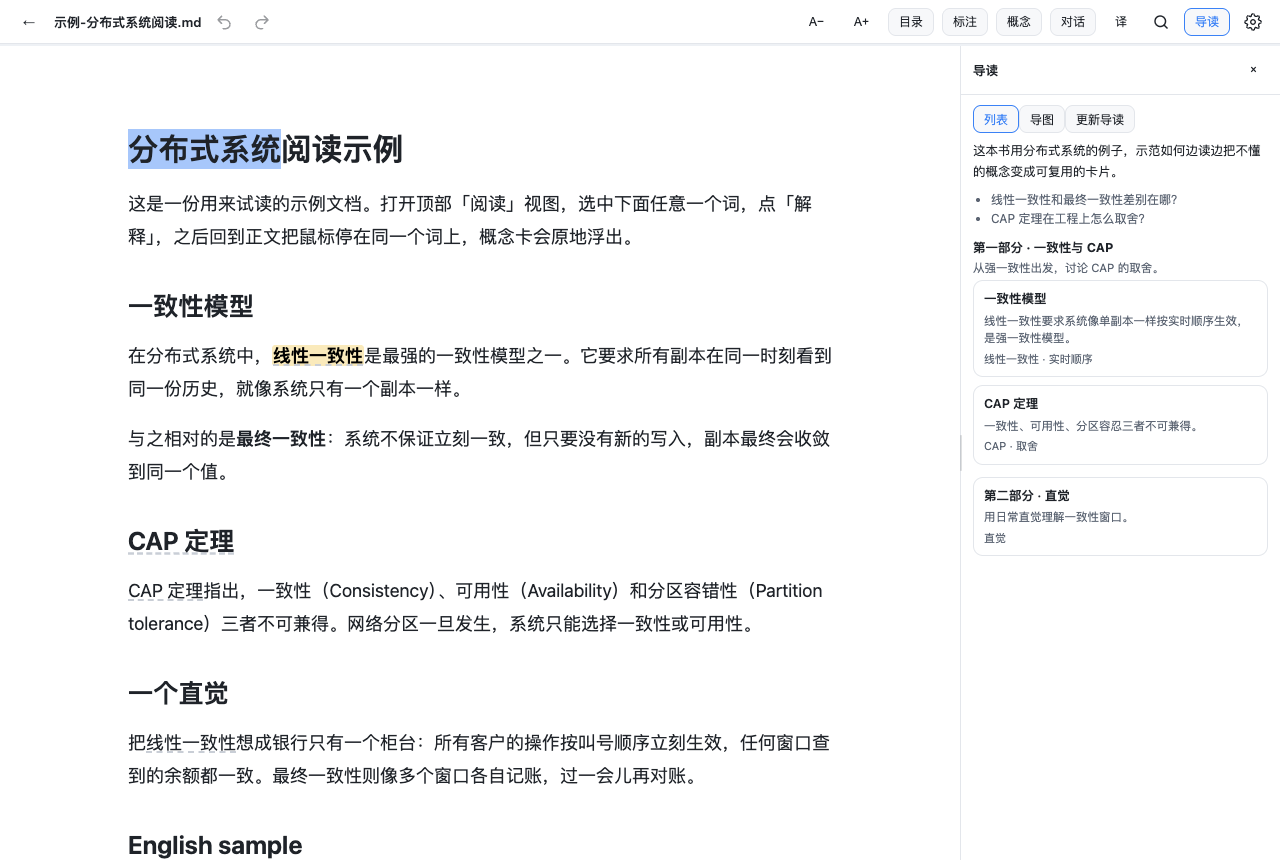 ← 示例-分布式系统阅读.md A− A+ 目录 标注 概念 对话 译 导读
分布式系统阅读示例
这是一份用来试读的示例文档。打开顶部「阅读」视图，选中下面任意一个词，点「解
释」，之后回到正文把鼠标停在同一个词上，概念卡会原地浮出。
一致性模型
在分布式系统中，线性一致性是最强的一致性模型之一。它要求所有副本在同一时刻看到
同一份历史，就像系统只有一个副本一样。
与之相对的是最终一致性：系统不保证立刻一致，但只要没有新的写入，副本最终会收敛
到同一个值。
CAP 定理
CAP 定理指出，一致性（Consistency）、可用性（Availability）和分区容错性（Partition
tolerance）三者不可兼得。网络分区一旦发生，系统只能选择一致性或可用性。
一个直觉
把线性一致性想成银行只有一个柜台：所有客户的操作按叫号顺序立刻生效，任何窗口查
到的余额都一致。最终一致性则像多个窗口各自记账，过一会儿再对账。
English sample
导读 ×
列表 导图 更新导读
这本书用分布式系统的例子，示范如何边读边把不懂
的概念变成可复用的卡片。
• 线性一致性和最终一致性差别在哪?
• CAP 定理在工程上怎么取舍?
第一部分 · 一致性与 CAP
从强一致性出发，讨论 CAP 的取舍。
一致性模型
线性一致性要求系统像单副本一样按实时顺序生效，
是强一致性模型。
线性一致性 · 实时顺序
CAP 定理
一致性、可用性、分区容忍三者不可兼得。
CAP · 取舍
第二部分 · 直觉
用日常直觉理解一致性窗口。
直觉